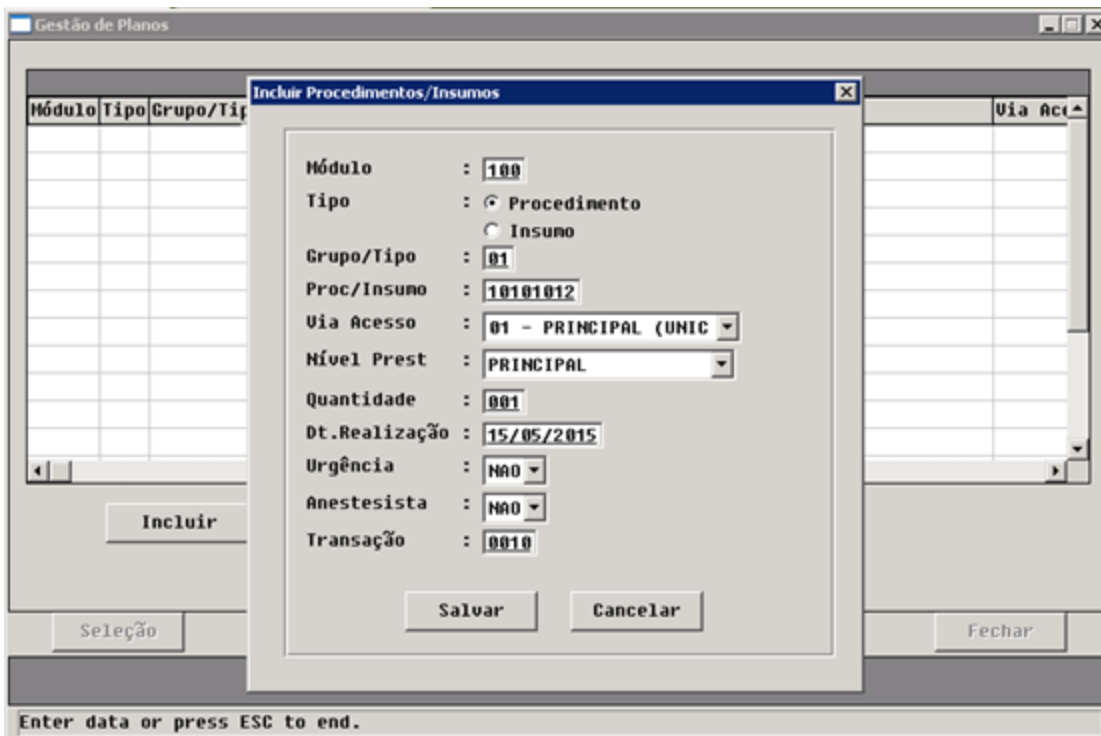 Gestão de Planos
Incluir Procedimentos/Insumos
Módulo Tipo Grupo/Tip Via Ace
Módulo : 100
Tipo : Procedimento
Insumo
Grupo/Tipo : 01
Proc/Insumo : 10101012
Via Acesso : 01 - PRINCIPAL (UNIC
Nível Prest : PRINCIPAL
Quantidade : 001
Dt.Realização : 15/05/2015
Urgência : NAO
Anestesista : NAO
Transação : 0010
Incluir
Salvar Cancelar
Seleção Fechar
Enter data or press ESC to end.